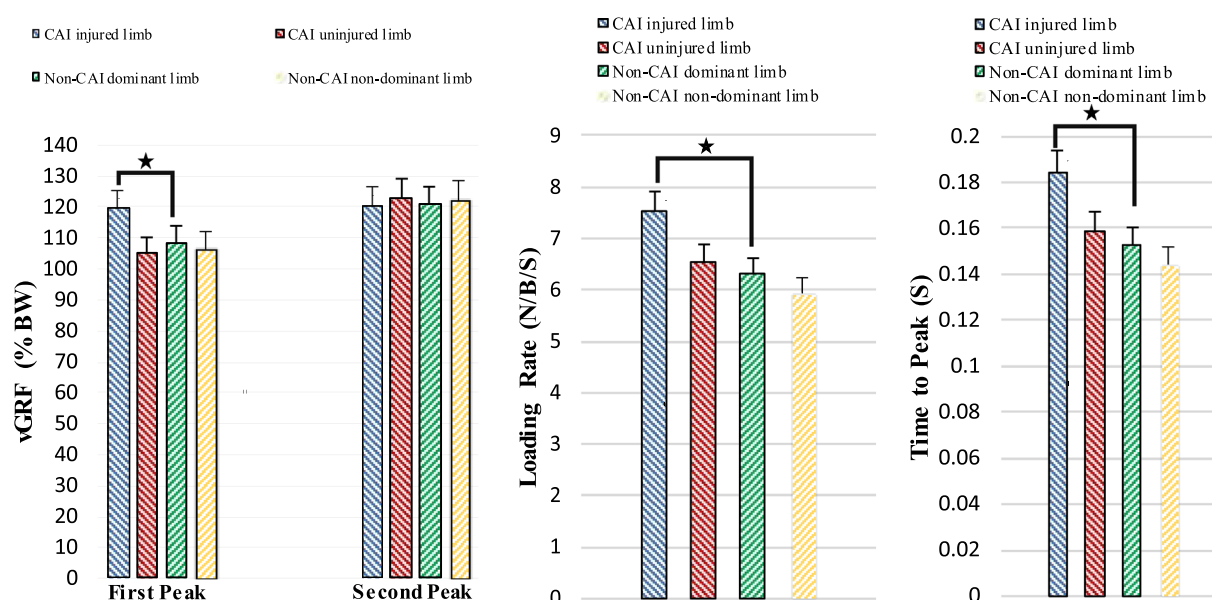 CAI injured limb
CAI uninjured limb
Non-CAI dominant limb
Non-CAI non-dominant limb
vGRF (% BW)
140
130
120
110
100
90
80
70
60
50
40
30
20
10
0
First Peak
Second Peak
CAI injured limb
CAI uninjured limb
Non-CAI dominant limb
Non-CAI non-dominant limb
Loading Rate (N/B/S)
9
8
7
6
5
4
3
2
1
0
CAI injured limb
CAI uninjured limb
Non-CAI dominant limb
Non-CAI non-dominant limb
Time to Peak (S)
0.2
0.18
0.16
0.14
0.12
0.1
0.08
0.06
0.04
0.02
0